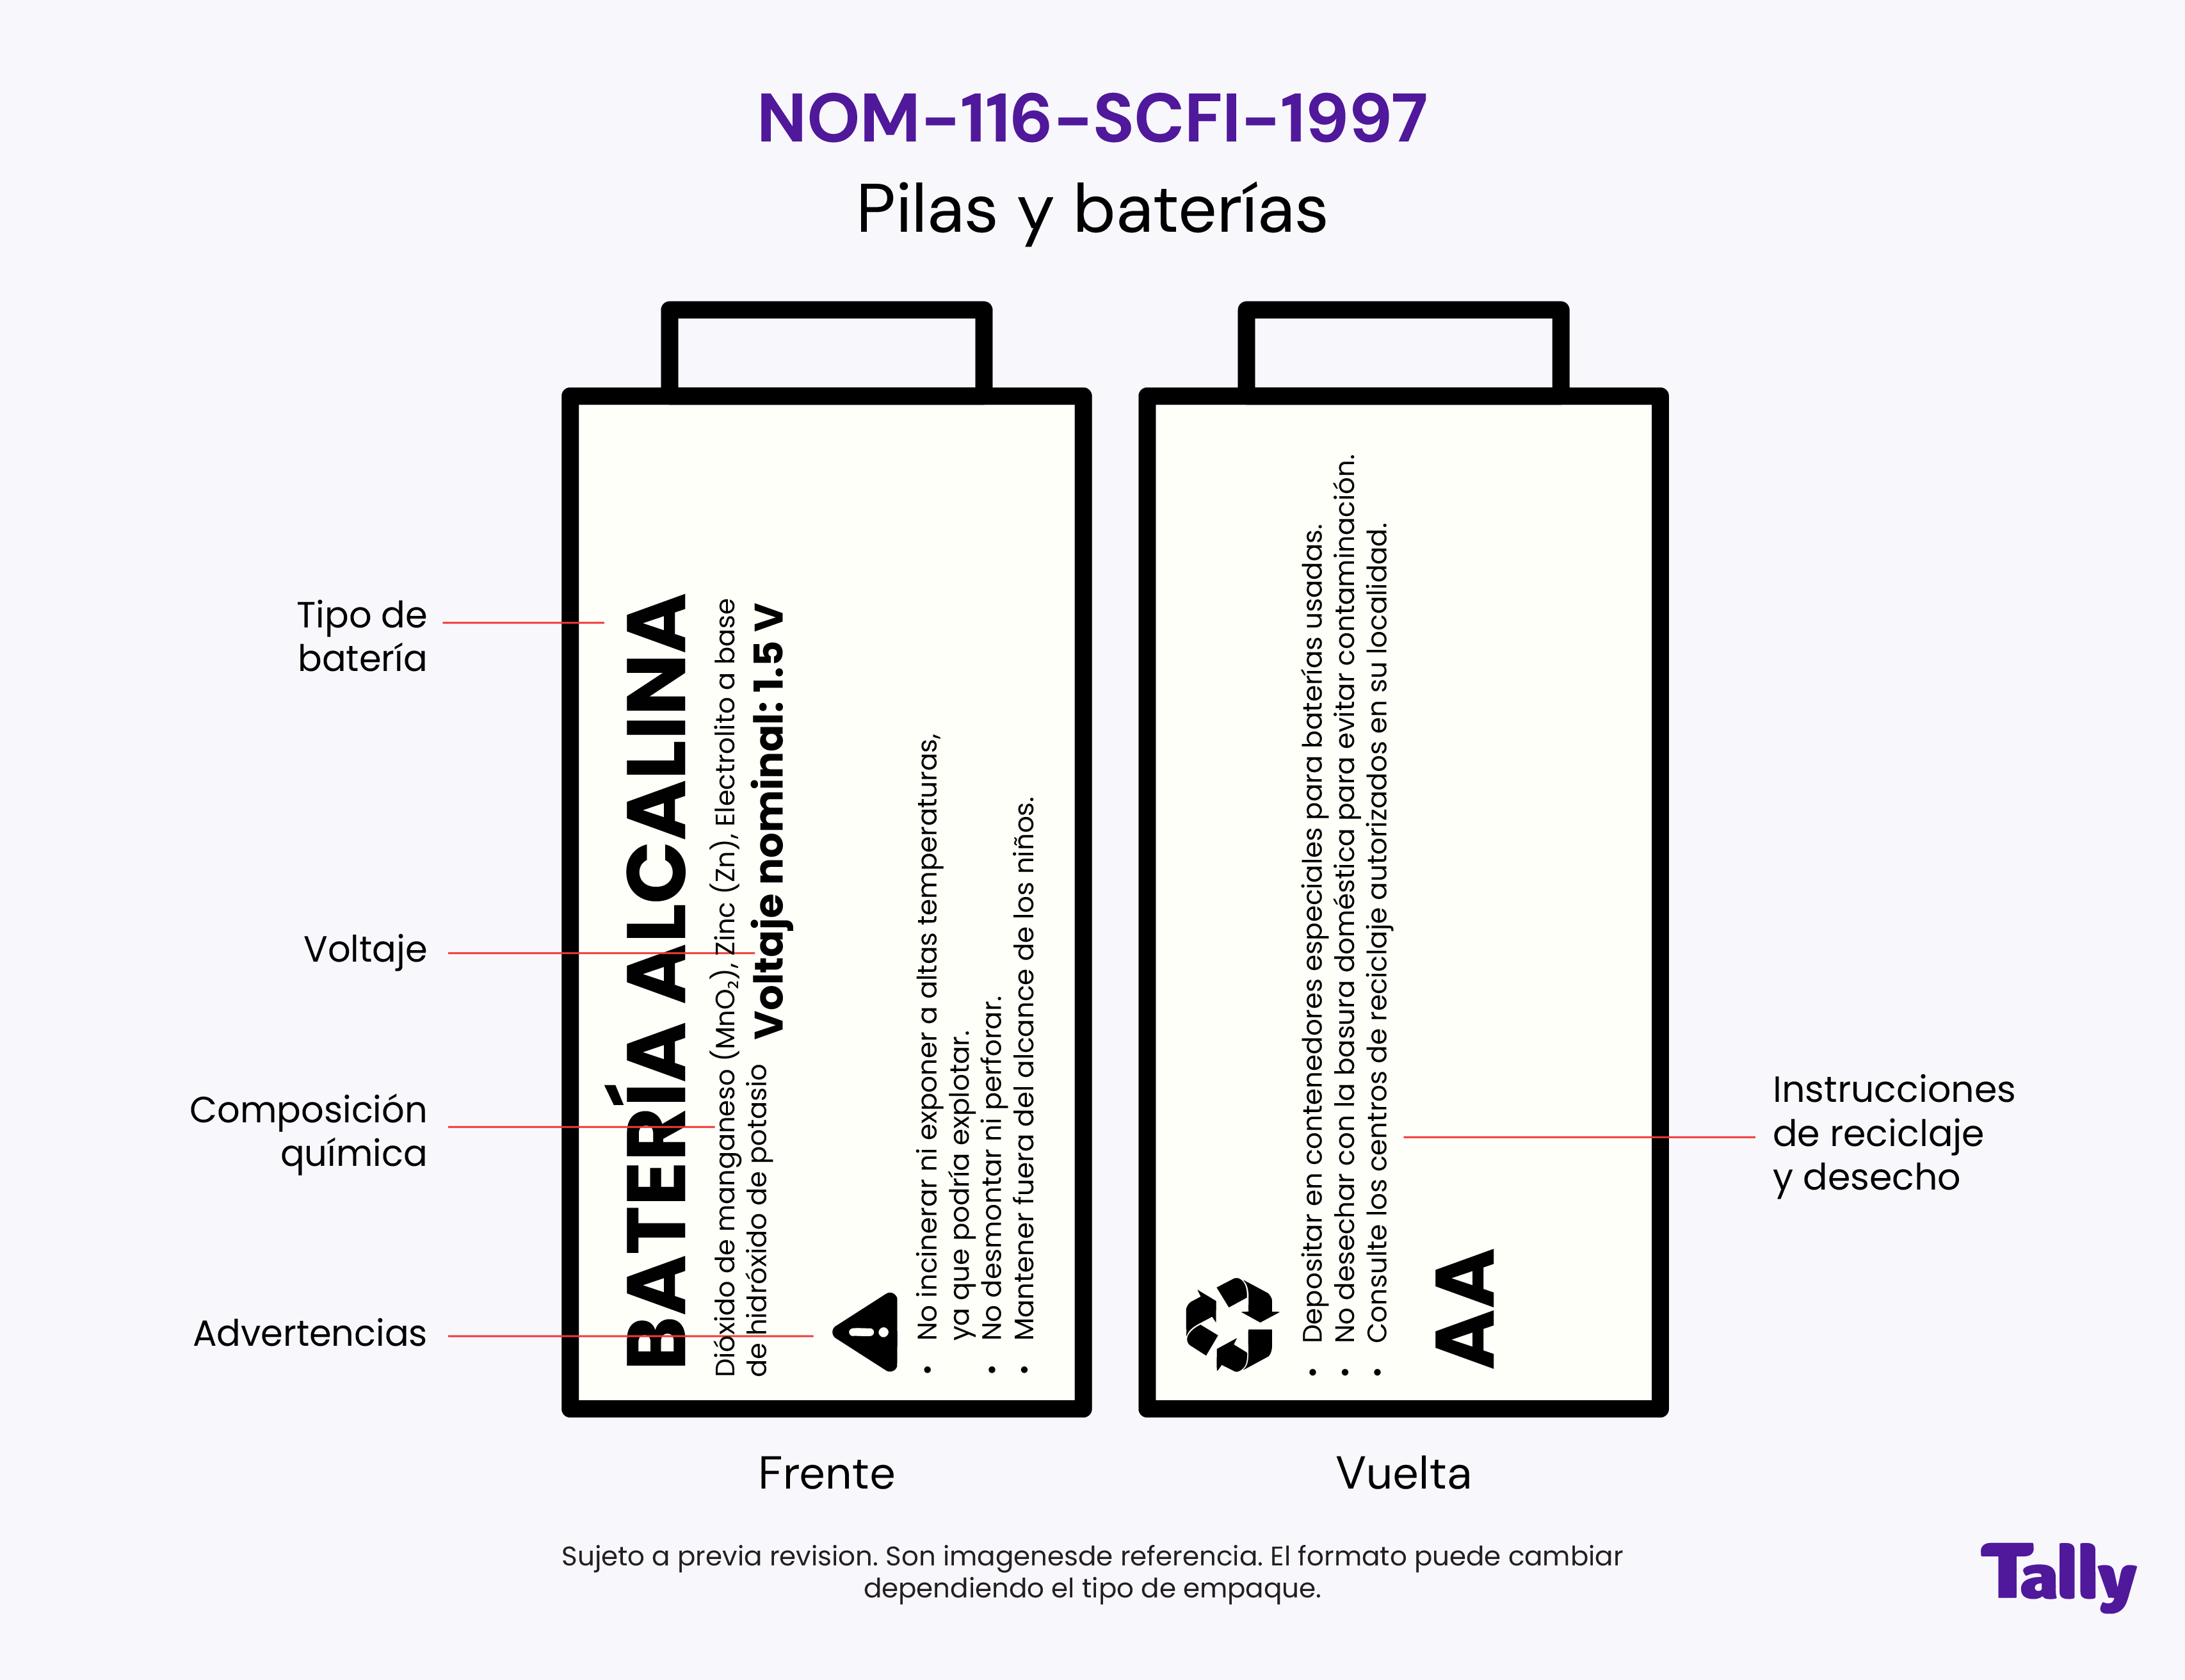 NOM-116-SCFI-1997
Pilas y baterías
Tipo de
batería
Voltaje
Composición
química
Advertencias
BATERÍA ALCALINA
Dióxido de manganeso (MnO₂), Zinc (Zn), Electrolito a base
de hidróxido de potasio
Voltaje nominal: 1.5 V
• No incinerar ni exponer a altas temperaturas,
ya que podría explotar.
• No desmontar ni perforar.
• Mantener fuera del alcance de los niños.
• Depositar en contenedores especiales para baterías usadas.
• No desechar con la basura doméstica para evitar contaminación.
• Consulte los centros de reciclaje autorizados en su localidad.
AA
Instrucciones
de reciclaje
y desecho
Frente
Vuelta
Sujeto a previa revision. Son imagenesde referencia. El formato puede cambiar
dependiendo el tipo de empaque.
Tally